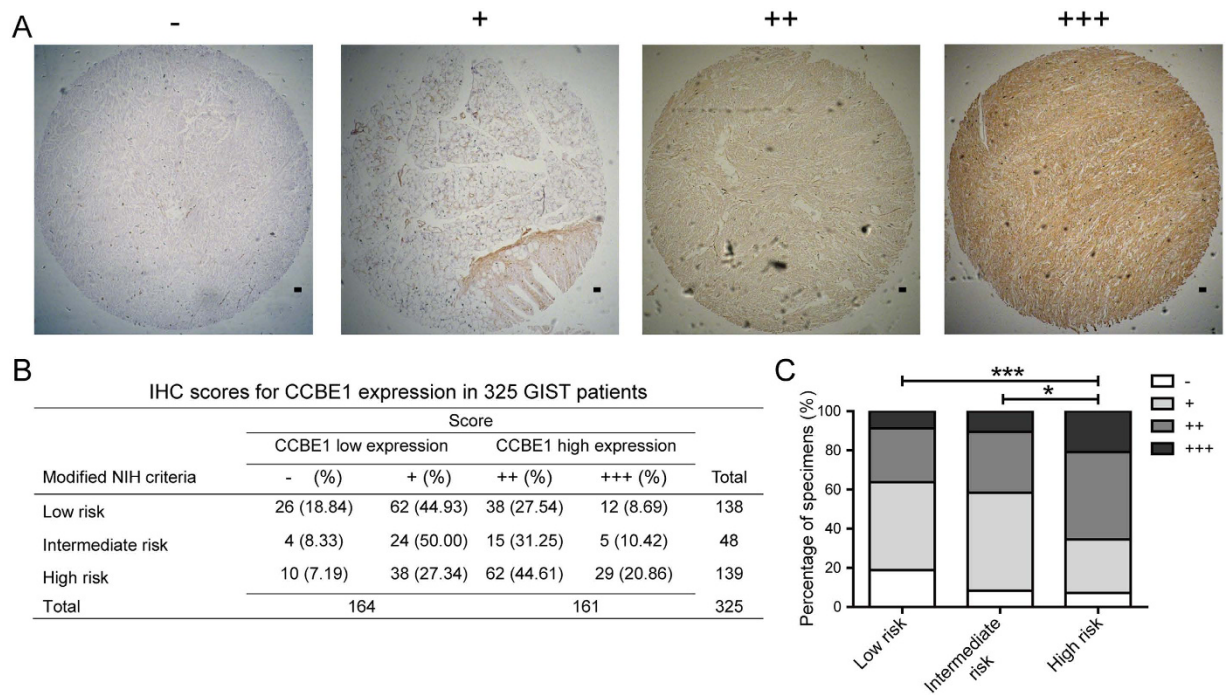 A
-
+
++
+++
B
IHC scores for CCBE1 expression in 325 GIST patients
Score
CCBE1 low expression CCBE1 high expression
Modified NIH criteria - (%) + (%) ++ (%) +++ (%) Total
Low risk 26 (18.84) 62 (44.93) 38 (27.54) 12 (8.69) 138
Intermediate risk 4 (8.33) 24 (50.00) 15 (31.25) 5 (10.42) 48
High risk 10 (7.19) 38 (27.34) 62 (44.61) 29 (20.86) 139
Total 164 161 325
C
***
*
-
+
++
+++
Percentage of specimens (%)
100
80
60
40
20
0
Low risk
Intermediate
risk
High risk